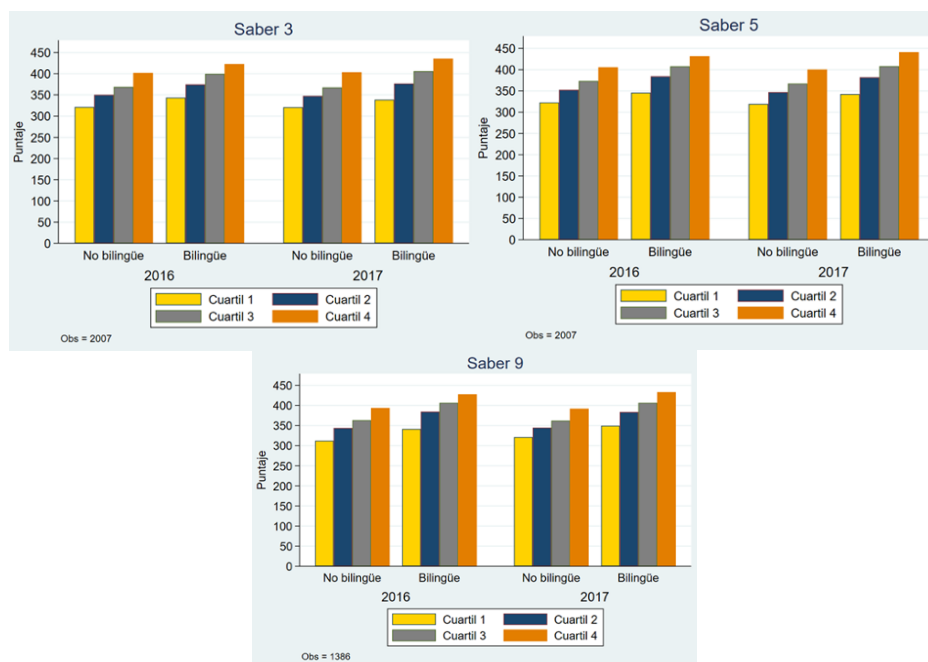 Saber 3
Puntaje
450
400
350
300
250
200
150
100
50
0
No bilingüe Bilingüe No bilingüe Bilingüe
2016 2017
Cuartil 1 Cuartil 2
Cuartil 3 Cuartil 4
Obs = 2007
Saber 5
Puntaje
450
400
350
300
250
200
150
100
50
0
No bilingüe Bilingüe No bilingüe Bilingüe
2016 2017
Cuartil 1 Cuartil 2
Cuartil 3 Cuartil 4
Obs = 2007
Saber 9
Puntaje
450
400
350
300
250
200
150
100
50
0
No bilingüe Bilingüe No bilingüe Bilingüe
2016 2017
Cuartil 1 Cuartil 2
Cuartil 3 Cuartil 4
Obs = 1386